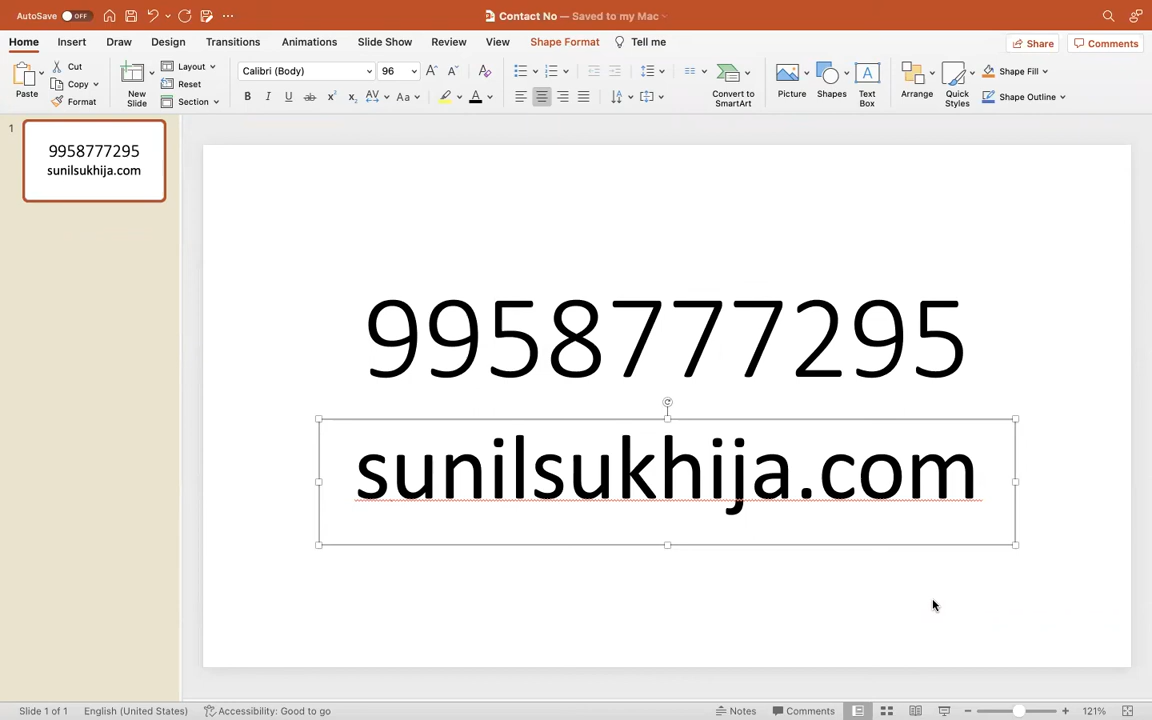 AutoSave OFF
Contact No — Saved to my Mac
Home Insert Draw Design Transitions Animations Slide Show Review View Shape Format Tell me Share Comments
Paste Cut Copy Format
New Slide Layout Reset Section
Calibri (Body) 96
Convert to SmartArt Picture Shapes Text Box Arrange Quick Styles Shape Fill Shape Outline
1
9958777295
sunilsukhija.com
9958777295
sunilsukhija.com
Slide 1 of 1 English (United States) Accessibility: Good to go Notes Comments 121%